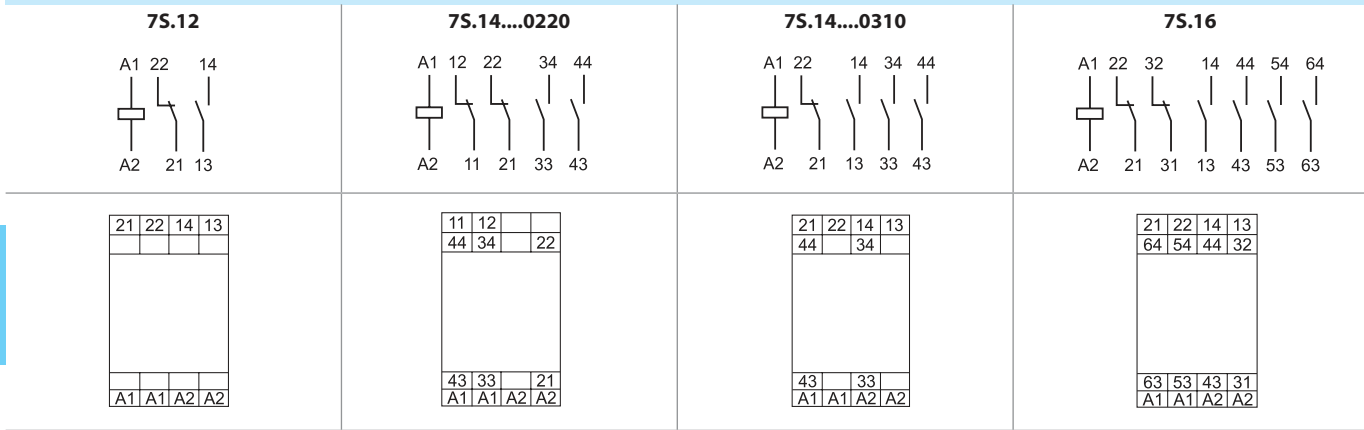 7S.12
A1 22 14
A2 21 13
21 22 14 13
A1 A1 A2 A2
7S.14....0220
A1 12 22 34 44
A2 11 21 33 43
11 12
44 34 22
43 33 21
A1 A1 A2 A2
7S.14....0310
A1 22 14 34 44
A2 21 13 33 43
21 22 14 13
44 34
43 33
A1 A1 A2 A2
7S.16
A1 22 32 14 44 54 64
A2 21 31 13 43 53 63
21 22 14 13
64 54 44 32
63 53 43 31
A1 A1 A2 A2